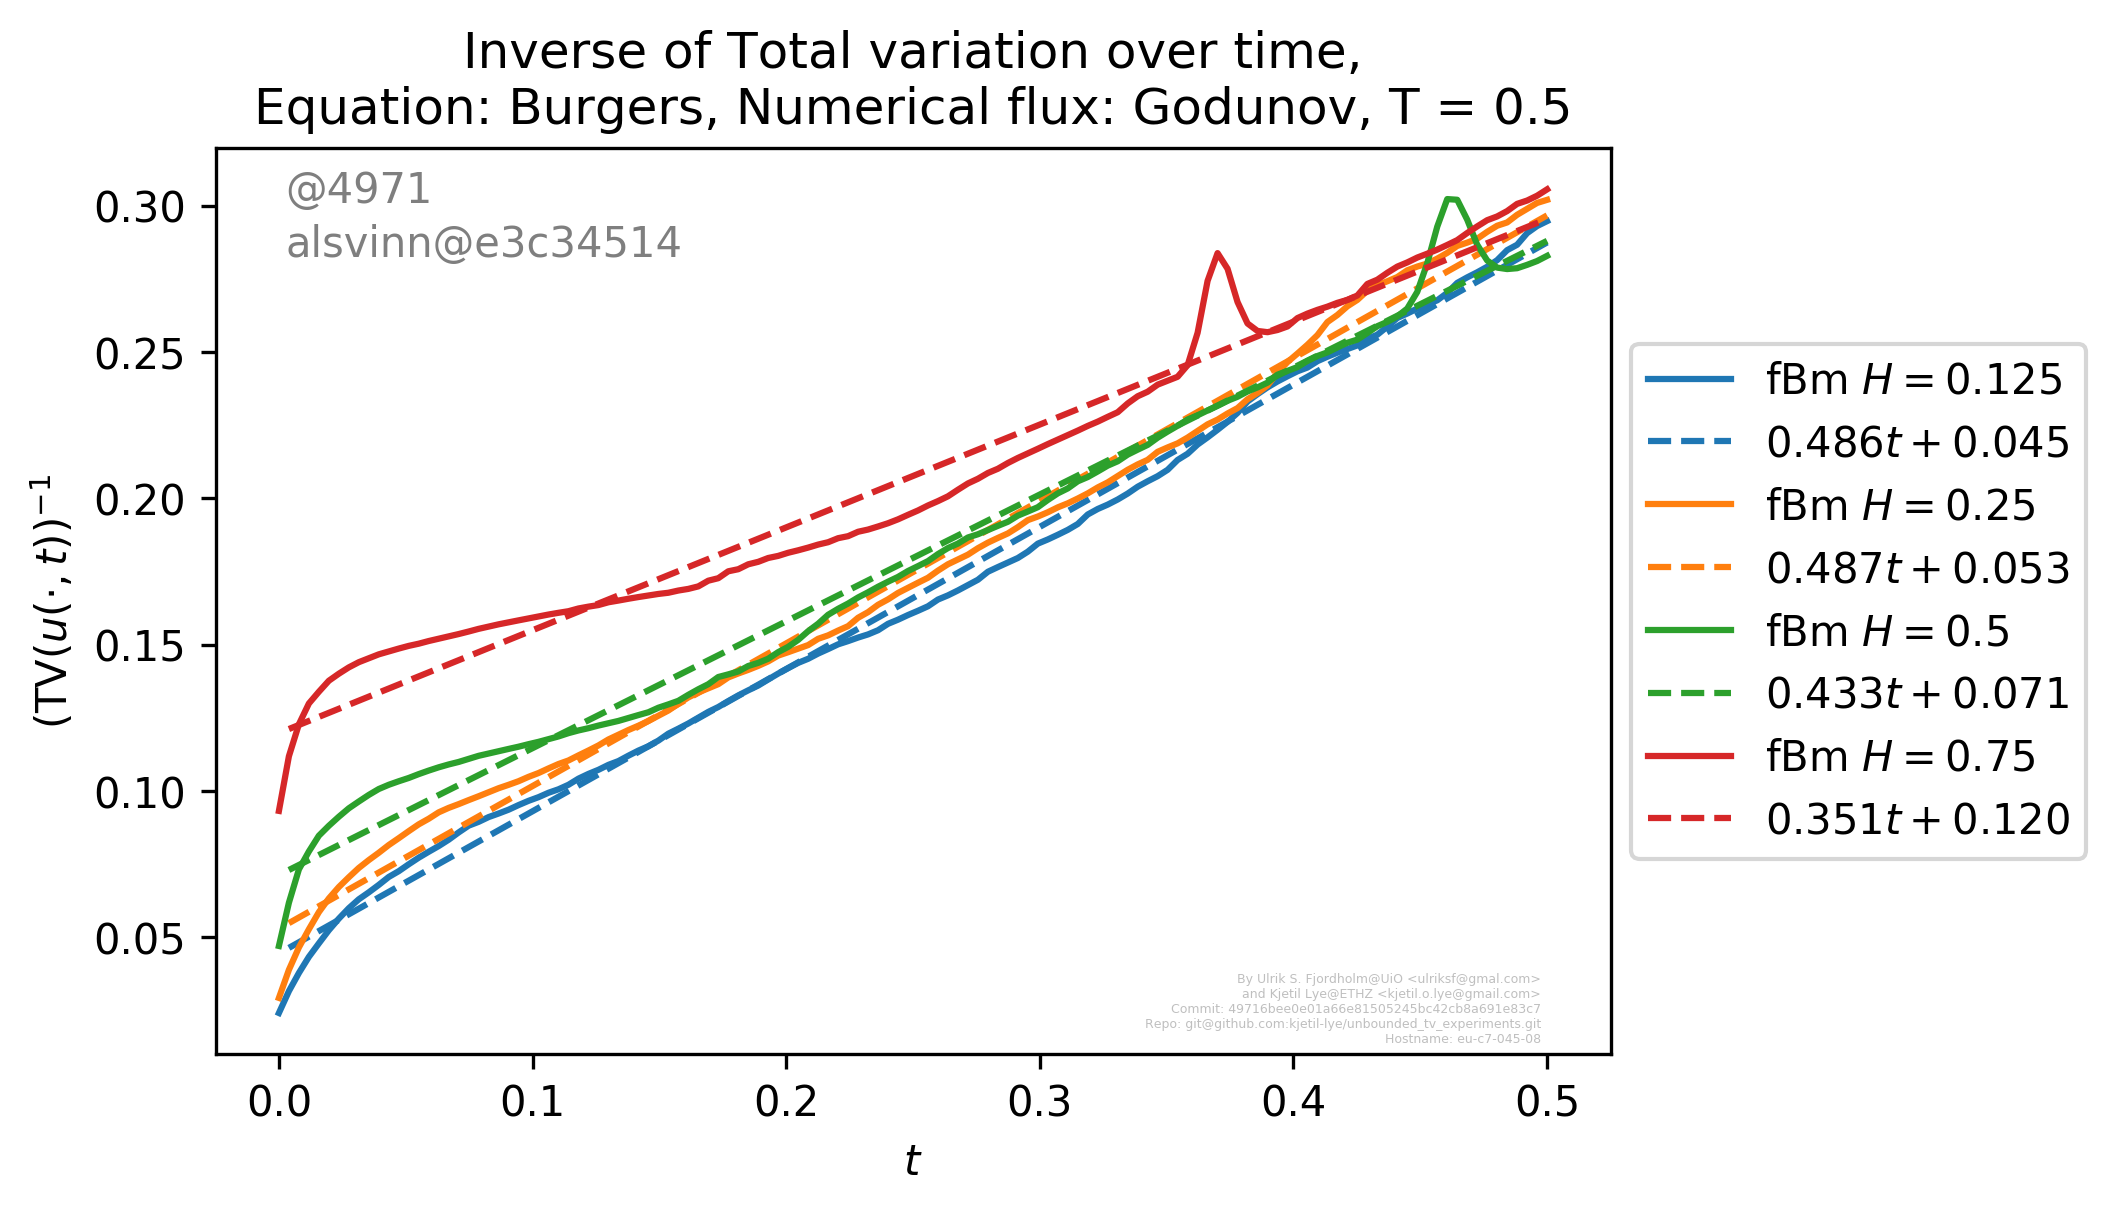 Inverse of Total variation over time,
Equation: Burgers, Numerical flux: Godunov, T = 0.5
@4971
alsvinn@e3c34514
(TV(u(·, t))⁻¹
0.30
0.25
0.20
0.15
0.10
0.05
0.0 0.1 0.2 0.3 0.4 0.5
t
fBm H = 0.125
0.486t + 0.045
fBm H = 0.25
0.487t + 0.053
fBm H = 0.5
0.433t + 0.071
fBm H = 0.75
0.351t + 0.120
By Ulrik S. Fjordholm@UiO <ulriksf@gmal.com>
and Kjetil Lye@ETHZ <kjetil.o.lye@gmail.com>
Commit: 49716bee0e01a66e81505245bc42cb8a691e83c7
Repo: git@github.com:kjetil-lye/unbounded_tv_experiments.git
Hostname: eu-c7-045-08